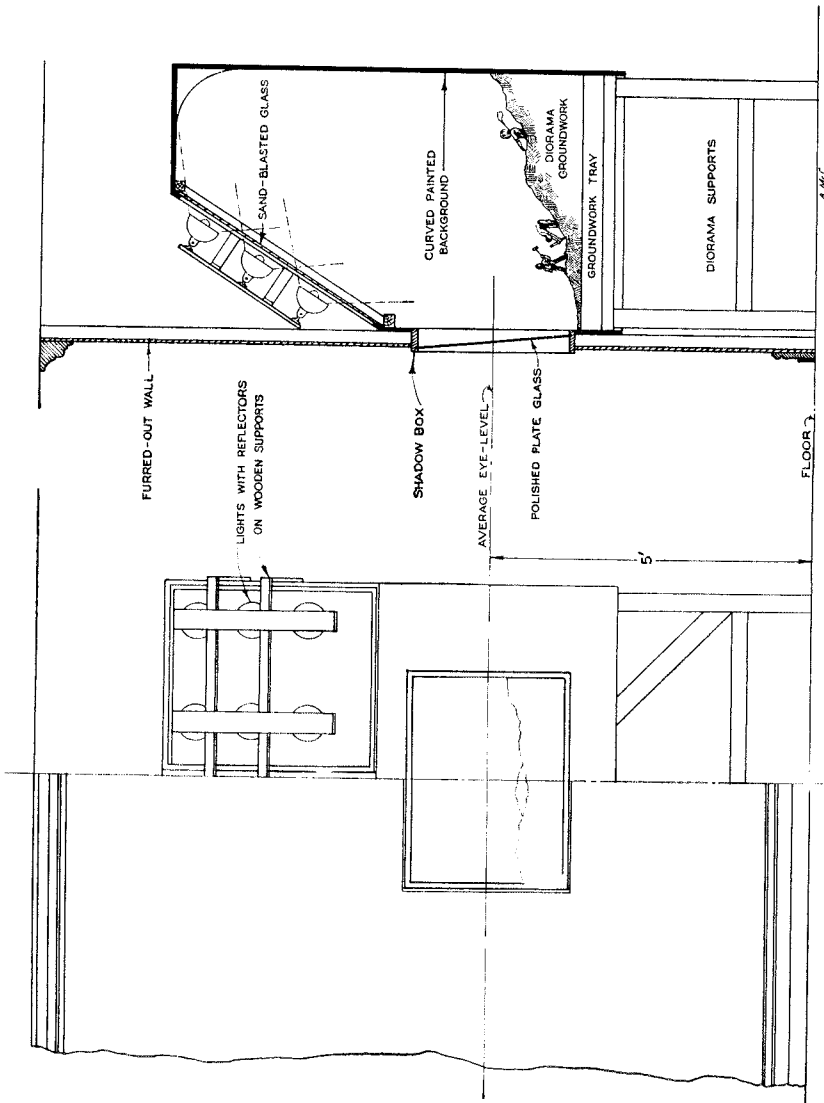 SAND-BLASTED GLASS
CURVED PAINTED
BACKGROUND
DIORAMA
GROUNDWORK
GROUNDWORK TRAY
DIORAMA SUPPORTS
FURRED-OUT WALL
LIGHTS WITH REFLECTORS
ON WOODEN SUPPORTS
SHADOW BOX
AVERAGE EYE-LEVEL
POLISHED PLATE GLASS
FLOOR
5'